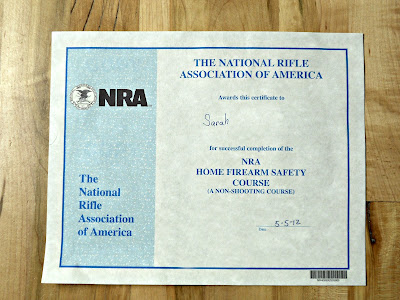 NRA
The
National
Rifle
Association
of America
THE NATIONAL RIFLE
ASSOCIATION OF AMERICA
Awards this certificate to
Sarah
for successful completion of the
NRA
HOME FIREARM SAFETY
COURSE
(A NON-SHOOTING COURSE)
Date 5-5-12